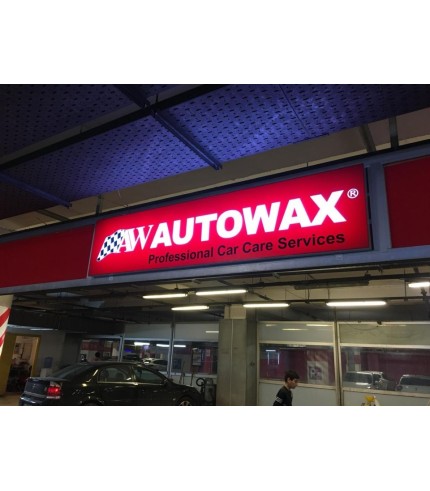 AW AUTOWAX®
Professional Car Care Services